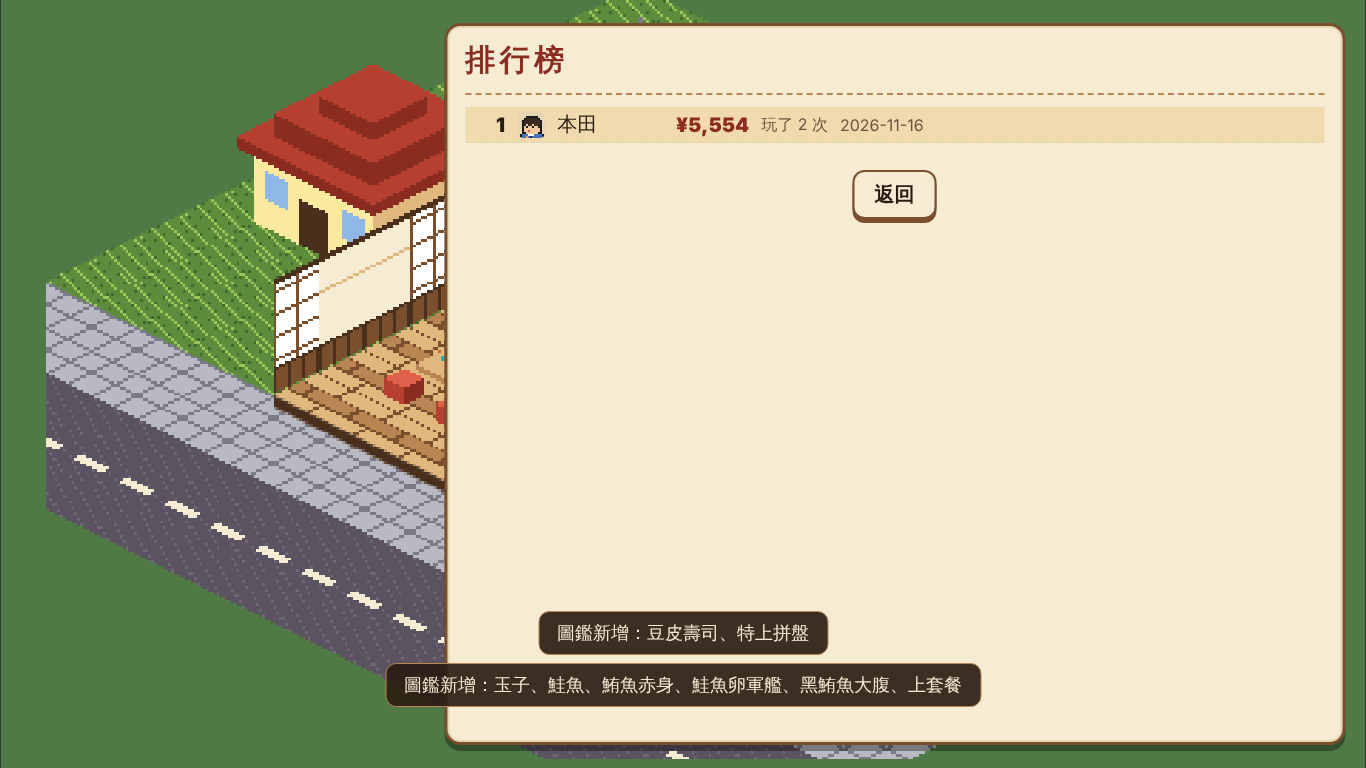 排行榜
1 本田 ¥5,554 玩了 2 次 2026-11-16
返回
圖鑑新增：豆皮壽司、特上拼盤
圖鑑新增：玉子、鮭魚、鮪魚赤身、鮭魚卵軍艦、黑鮪魚大腹、上套餐